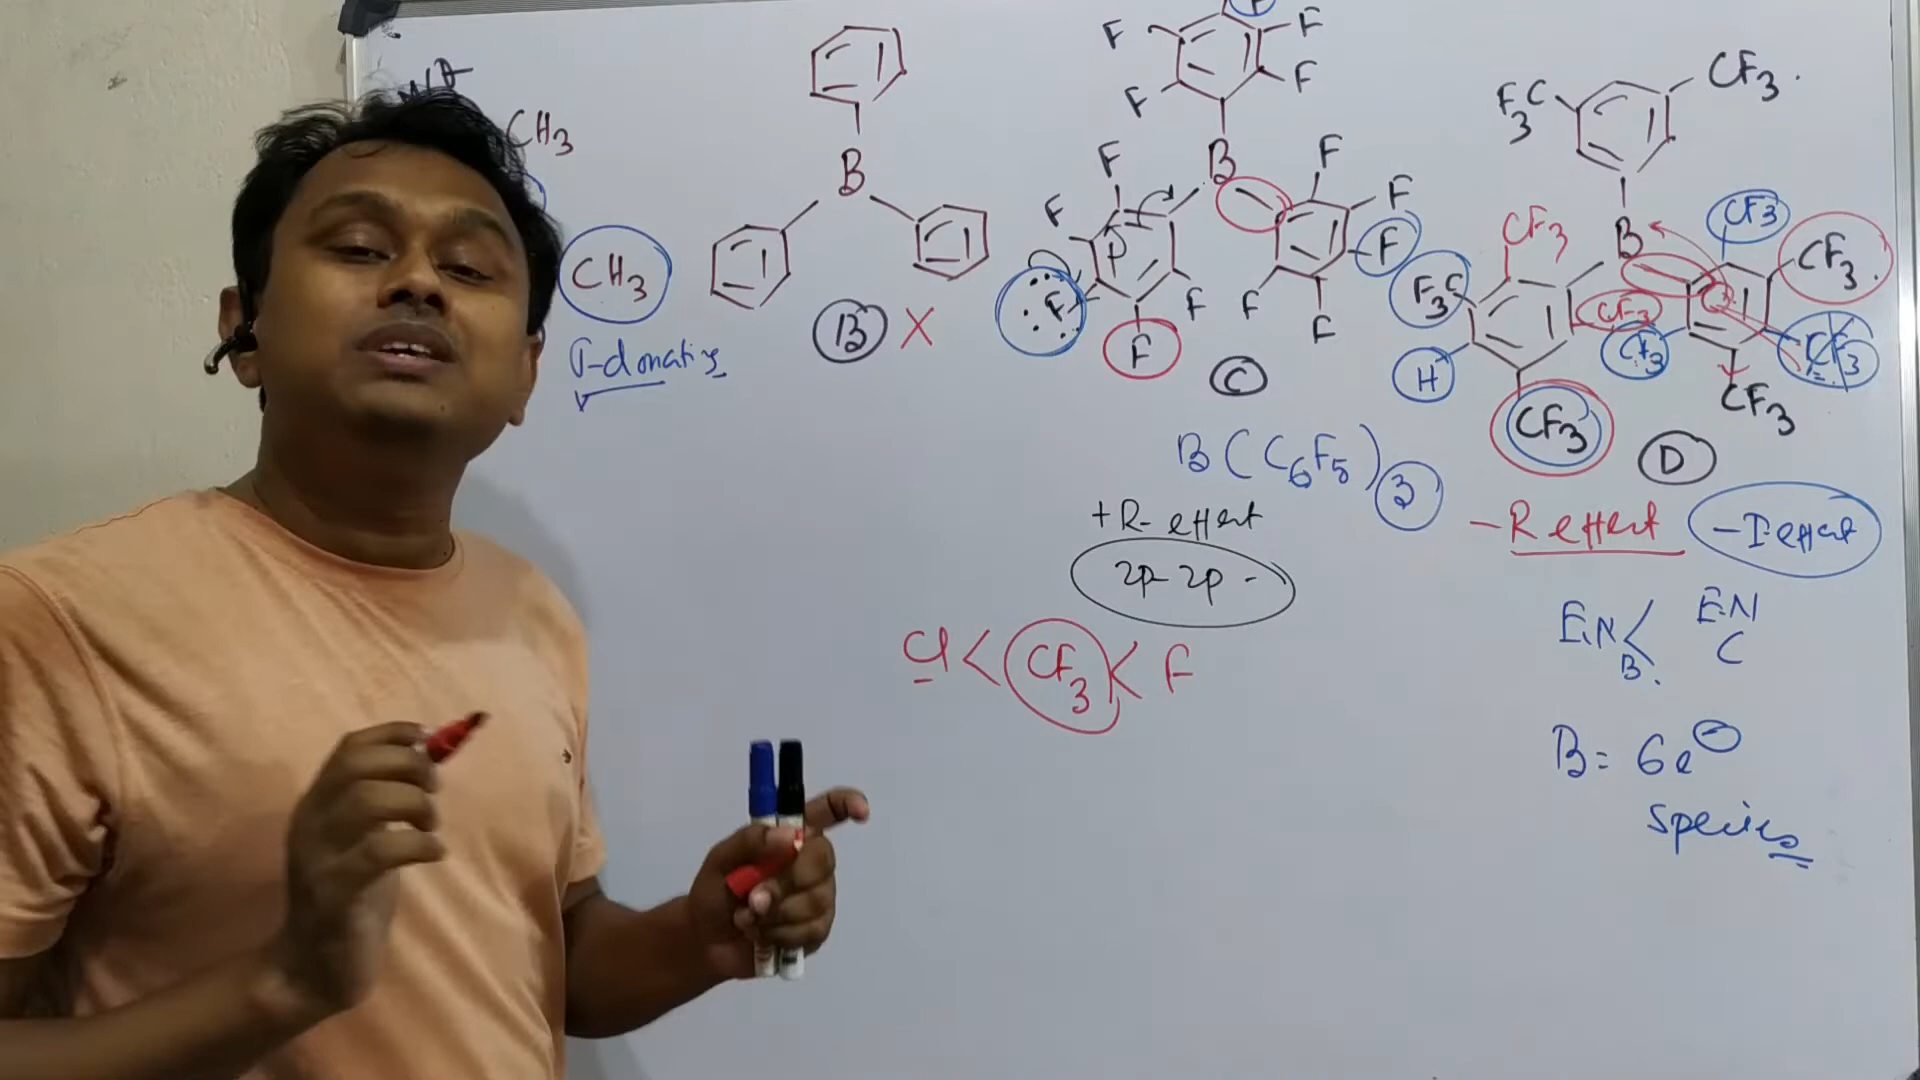 CH3
CH3
σ-donating
B
B X
F
F
F
F
F
B
F
F
F
F
F
F
F
F
F
F
C
B(C6F5)3
+R-effect
2p-2p-
Cl < CF3 < F
F3C
CF3.
B
CF3
CF3
CF3.
F3C
CF3
CF3
CF3
H
CF3
CF3
D
-R effect
-I-effect
E.N < E.N
B. C
B = 6e⊖
Species